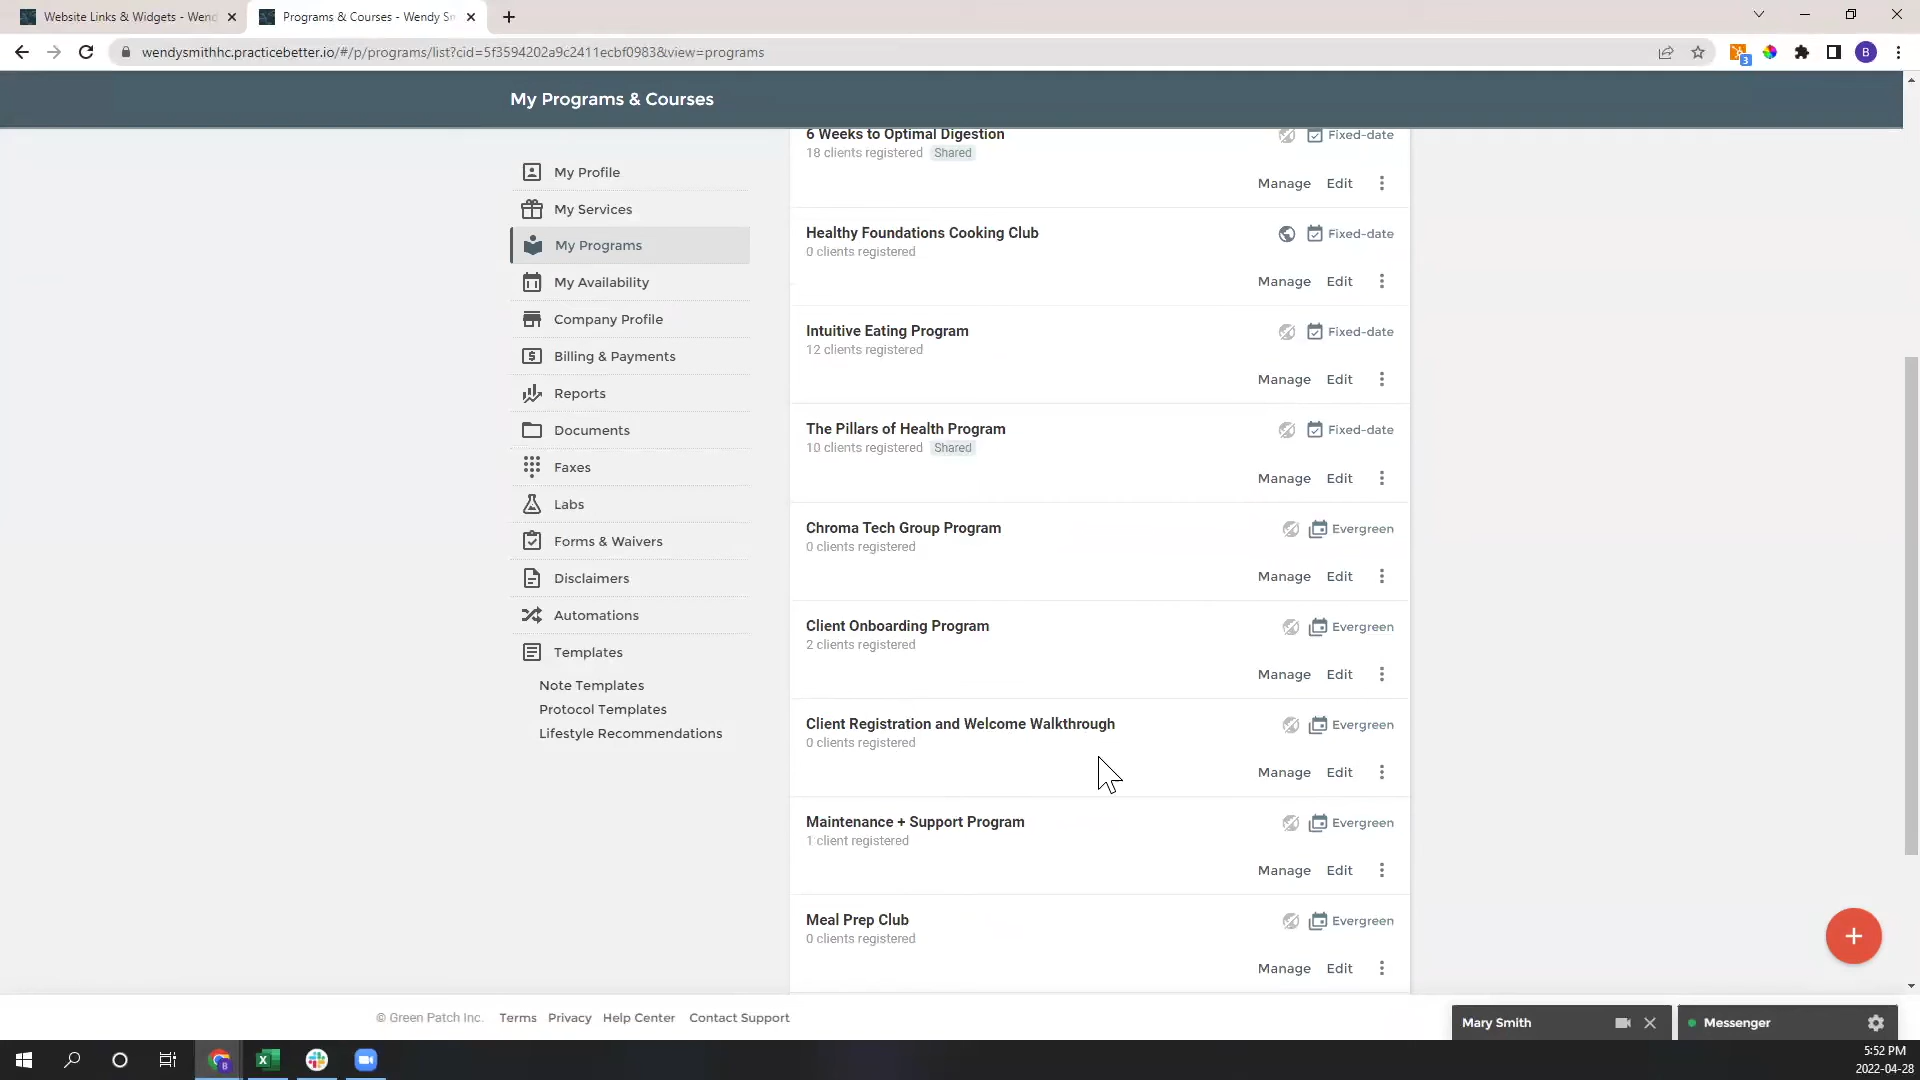 Website Links & Widgets - Wend
Programs & Courses - Wendy Sm
wendysmithhc.practicebetter.io/#/p/programs/list?cid=5f3594202a9c2411ecbf0983&view=programs
3
B
My Programs & Courses
My Profile
My Services
My Programs
My Availability
Company Profile
Billing & Payments
Reports
Documents
Faxes
Labs
Forms & Waivers
Disclaimers
Automations
Templates
Note Templates
Protocol Templates
Lifestyle Recommendations
6 Weeks to Optimal Digestion
Fixed-date
18 clients registered Shared
Manage Edit
Healthy Foundations Cooking Club
Fixed-date
0 clients registered
Manage Edit
Intuitive Eating Program
Fixed-date
12 clients registered
Manage Edit
The Pillars of Health Program
Fixed-date
10 clients registered Shared
Manage Edit
Chroma Tech Group Program
Evergreen
0 clients registered
Manage Edit
Client Onboarding Program
Evergreen
2 clients registered
Manage Edit
Client Registration and Welcome Walkthrough
Evergreen
0 clients registered
Manage Edit
Maintenance + Support Program
Evergreen
1 client registered
Manage Edit
Meal Prep Club
Evergreen
0 clients registered
Manage Edit
© Green Patch Inc. Terms Privacy Help Center Contact Support
Mary Smith
Messenger
5:52 PM
2022-04-28